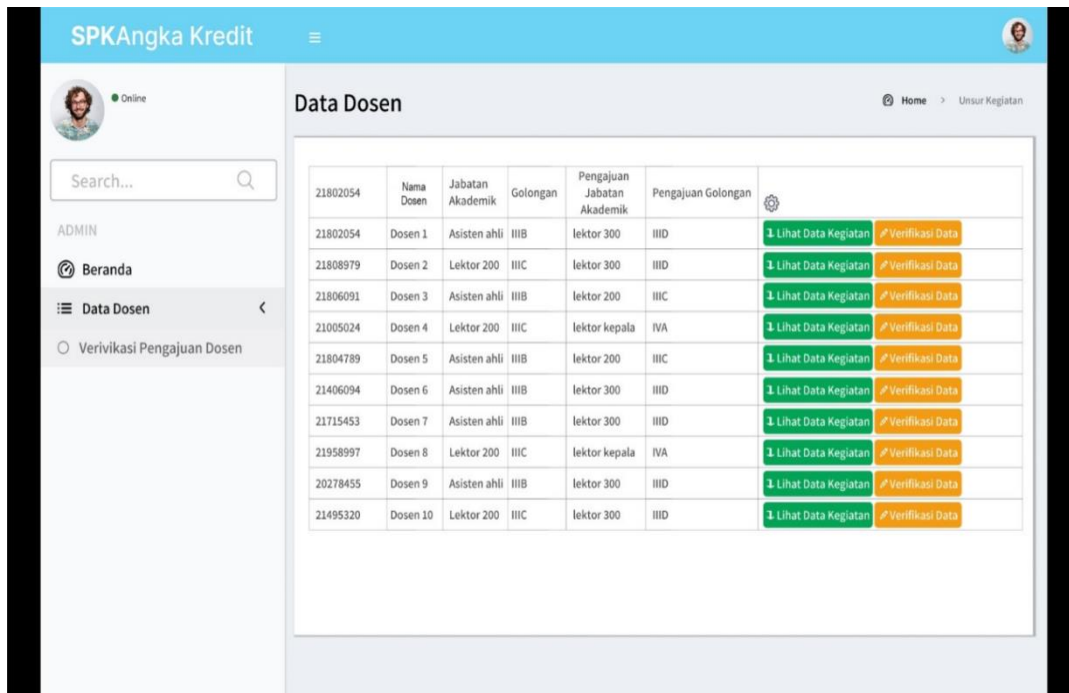 SPKAngka Kredit
Online
Data Dosen
Home > Unsur Kegiatan
Search...
ADMIN
Beranda
Data Dosen
Verivikasi Pengajuan Dosen
21802054 Nama Dosen Jabatan Akademik Golongan Pengajuan Jabatan Akademik Pengajuan Golongan
21802054 Dosen 1 Asisten ahli IIIB lektor 300 IIID Lihat Data Kegiatan Verifikasi Data
21808979 Dosen 2 Lektor 200 IIIC lektor 300 IIID Lihat Data Kegiatan Verifikasi Data
21806091 Dosen 3 Asisten ahli IIIB lektor 200 IIIC Lihat Data Kegiatan Verifikasi Data
21005024 Dosen 4 Lektor 200 IIIC lektor kepala IVA Lihat Data Kegiatan Verifikasi Data
21804789 Dosen 5 Asisten ahli IIIB lektor 200 IIIC Lihat Data Kegiatan Verifikasi Data
21406094 Dosen 6 Asisten ahli IIIB lektor 300 IIID Lihat Data Kegiatan Verifikasi Data
21715453 Dosen 7 Asisten ahli IIIB lektor 300 IIID Lihat Data Kegiatan Verifikasi Data
21958997 Dosen 8 Lektor 200 IIIC lektor kepala IVA Lihat Data Kegiatan Verifikasi Data
20278455 Dosen 9 Asisten ahli IIIB lektor 300 IIID Lihat Data Kegiatan Verifikasi Data
21495320 Dosen 10 Lektor 200 IIIC lektor 300 IIID Lihat Data Kegiatan Verifikasi Data